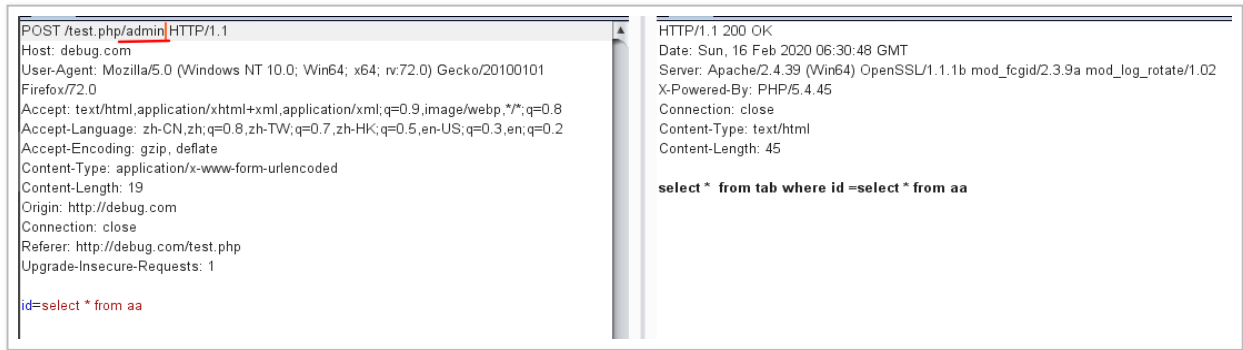 POST /test.php/admin HTTP/1.1
Host: debug.com
User-Agent: Mozilla/5.0 (Windows NT 10.0; Win64; x64; rv:72.0) Gecko/20100101
Firefox/72.0
Accept: text/html,application/xhtml+xml,application/xml;q=0.9,image/webp,*/*;q=0.8
Accept-Language: zh-CN,zh;q=0.8,zh-TW;q=0.7,zh-HK;q=0.5,en-US;q=0.3,en;q=0.2
Accept-Encoding: gzip, deflate
Content-Type: application/x-www-form-urlencoded
Content-Length: 19
Origin: http://debug.com
Connection: close
Referer: http://debug.com/test.php
Upgrade-Insecure-Requests: 1
id=select * from aa
HTTP/1.1 200 OK
Date: Sun, 16 Feb 2020 06:30:48 GMT
Server: Apache/2.4.39 (Win64) OpenSSL/1.1.1b mod_fcgid/2.3.9a mod_log_rotate/1.02
X-Powered-By: PHP/5.4.45
Connection: close
Content-Type: text/html
Content-Length: 45
select *  from tab where id =select * from aa